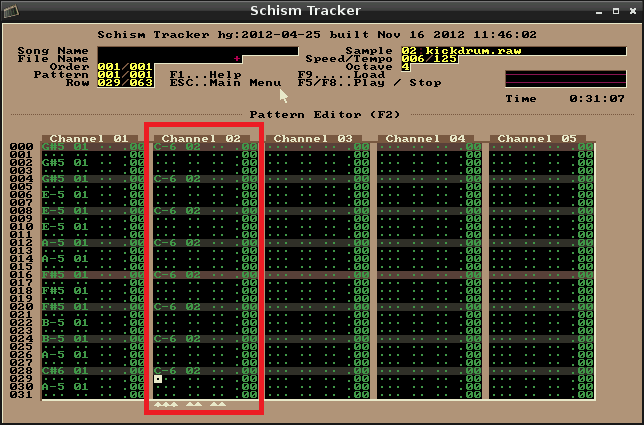 Schism Tracker
Schism Tracker hg:2012-04-25 built Nov 16 2012 11:46:02
Song Name Sample 02 kickdrum.raw
File Name + Speed/Tempo 006/125
Order 001/001 Octave 4
Pattern 001/001 F1...Help F9.....Load
Row 029/063 ESC..Main Menu F5/F8..Play / Stop
Time 0:31:07
Pattern Editor (F2)
Channel 01 Channel 02 Channel 03 Channel 04 Channel 05
000 G#5 01 ·· .00 C-6 02 ·· .00 ··· ·· ·· .00 ··· ·· ·· .00 ··· ·· ·· .00
001 ··· ·· ·· .00 ··· ·· ·· .00 ··· ·· ·· .00 ··· ·· ·· .00 ··· ·· ·· .00
002 G#5 01 ·· .00 ··· ·· ·· .00 ··· ·· ·· .00 ··· ·· ·· .00 ··· ·· ·· .00
003 ··· ·· ·· .00 ··· ·· ·· .00 ··· ·· ·· .00 ··· ·· ·· .00 ··· ·· ·· .00
004 G#5 01 ·· .00 C-6 02 ·· .00 ··· ·· ·· .00 ··· ·· ·· .00 ··· ·· ·· .00
005 ··· ·· ·· .00 ··· ·· ·· .00 ··· ·· ·· .00 ··· ·· ·· .00 ··· ·· ·· .00
006 E-5 01 ·· .00 ··· ·· ·· .00 ··· ·· ·· .00 ··· ·· ·· .00 ··· ·· ·· .00
007 ··· ·· ·· .00 ··· ·· ·· .00 ··· ·· ·· .00 ··· ·· ·· .00 ··· ·· ·· .00
008 E-5 01 ·· .00 C-6 02 ·· .00 ··· ·· ·· .00 ··· ·· ·· .00 ··· ·· ·· .00
009 ··· ·· ·· .00 ··· ·· ·· .00 ··· ·· ·· .00 ··· ·· ·· .00 ··· ·· ·· .00
010 E-5 01 ·· .00 ··· ·· ·· .00 ··· ·· ·· .00 ··· ·· ·· .00 ··· ·· ·· .00
011 ··· ·· ·· .00 ··· ·· ·· .00 ··· ·· ·· .00 ··· ·· ·· .00 ··· ·· ·· .00
012 A-5 01 ·· .00 C-6 02 ·· .00 ··· ·· ·· .00 ··· ·· ·· .00 ··· ·· ·· .00
013 ··· ·· ·· .00 ··· ·· ·· .00 ··· ·· ·· .00 ··· ·· ·· .00 ··· ·· ·· .00
014 A-5 01 ·· .00 ··· ·· ·· .00 ··· ·· ·· .00 ··· ·· ·· .00 ··· ·· ·· .00
015 ··· ·· ·· .00 ··· ·· ·· .00 ··· ·· ·· .00 ··· ·· ·· .00 ··· ·· ·· .00
016 F#5 01 ·· .00 C-6 02 ·· .00 ··· ·· ·· .00 ··· ·· ·· .00 ··· ·· ·· .00
017 ··· ·· ·· .00 ··· ·· ·· .00 ··· ·· ·· .00 ··· ·· ·· .00 ··· ·· ·· .00
018 F#5 01 ·· .00 ··· ·· ·· .00 ··· ·· ·· .00 ··· ·· ·· .00 ··· ·· ·· .00
019 ··· ·· ·· .00 ··· ·· ·· .00 ··· ·· ·· .00 ··· ·· ·· .00 ··· ·· ·· .00
020 F#5 01 ·· .00 C-6 02 ·· .00 ··· ·· ·· .00 ··· ·· ·· .00 ··· ·· ·· .00
021 ··· ·· ·· .00 ··· ·· ·· .00 ··· ·· ·· .00 ··· ·· ·· .00 ··· ·· ·· .00
022 B-5 01 ·· .00 ··· ·· ·· .00 ··· ·· ·· .00 ··· ·· ·· .00 ··· ·· ·· .00
023 ··· ·· ·· .00 ··· ·· ·· .00 ··· ·· ·· .00 ··· ·· ·· .00 ··· ·· ·· .00
024 B-5 01 ·· .00 C-6 02 ·· .00 ··· ·· ·· .00 ··· ·· ·· .00 ··· ·· ·· .00
025 ··· ·· ·· .00 ··· ·· ·· .00 ··· ·· ·· .00 ··· ·· ·· .00 ··· ·· ·· .00
026 A-5 01 ·· .00 ··· ·· ·· .00 ··· ·· ·· .00 ··· ·· ·· .00 ··· ·· ·· .00
027 ··· ·· ·· .00 ··· ·· ·· .00 ··· ·· ·· .00 ··· ·· ·· .00 ··· ·· ·· .00
028 C#6 01 ·· .00 C-6 02 ·· .00 ··· ·· ·· .00 ··· ·· ·· .00 ··· ·· ·· .00
029 ··· ·· ·· .00 ··· ·· ·· .00 ··· ·· ·· .00 ··· ·· ·· .00 ··· ·· ·· .00
030 A-5 01 ·· .00 ··· ·· ·· .00 ··· ·· ·· .00 ··· ·· ·· .00 ··· ·· ·· .00
031 ··· ·· ·· .00 ··· ·· ·· .00 ··· ·· ·· .00 ··· ·· ·· .00 ··· ·· ·· .00